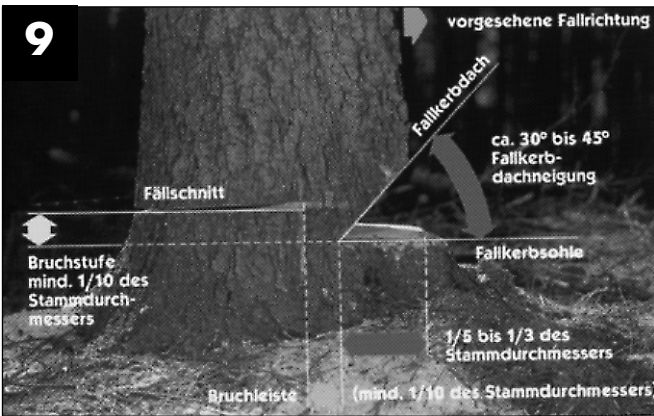 9
vorgesehene Fallrichtung
Fallkerbdach
ca. 30° bis 45°
Fallkerb-
dachneigung
Fällschnitt
Fallkerbsohle
Bruchstufe
mind. 1/10 des
Stammdurch-
messers
1/5 bis 1/3 des
Stammdurchmessers
Bruchleiste (mind. 1/10 des Stammdurchmessers)